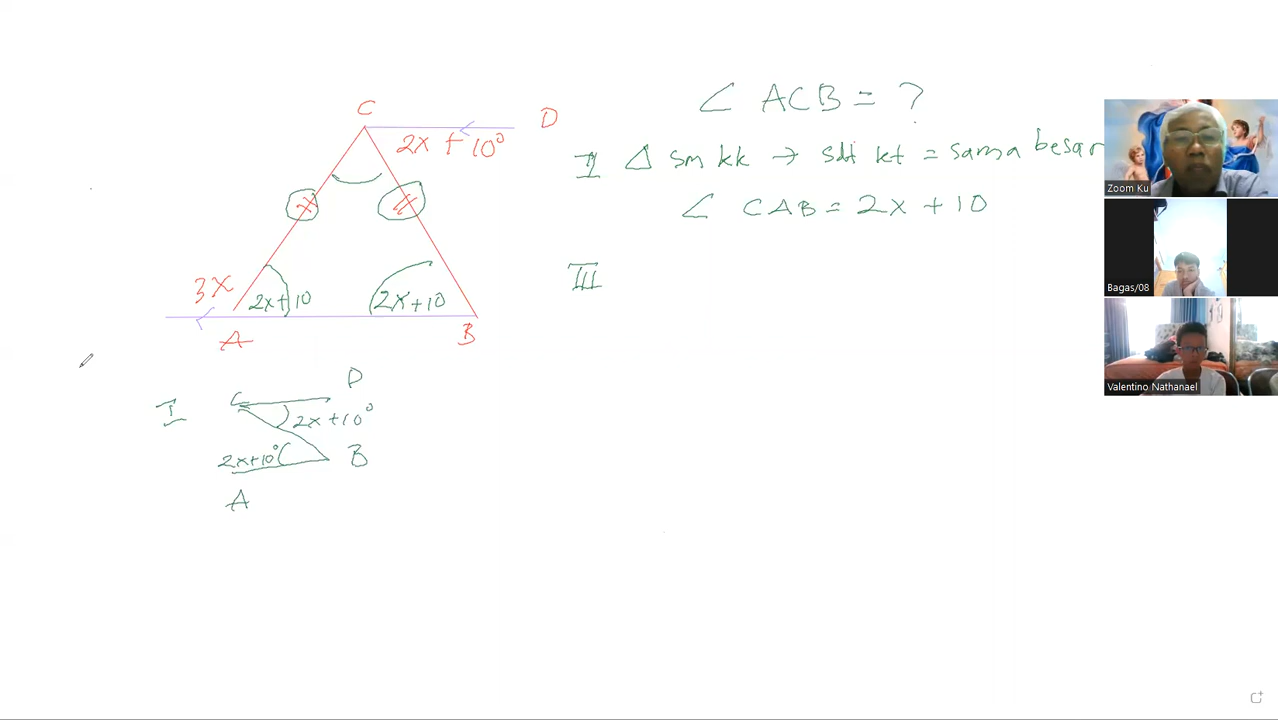 C
D
2x + 10°
3x
2x+10
2x+10
A
B
∠ ACB = ?
II △ sm kk → sdt kt = sama besar
∠ CAB = 2x + 10
III
I
C
D
2x+10°
2x+10°
B
A
Zoom Ku
Bagas/08
Valentino Nathanael